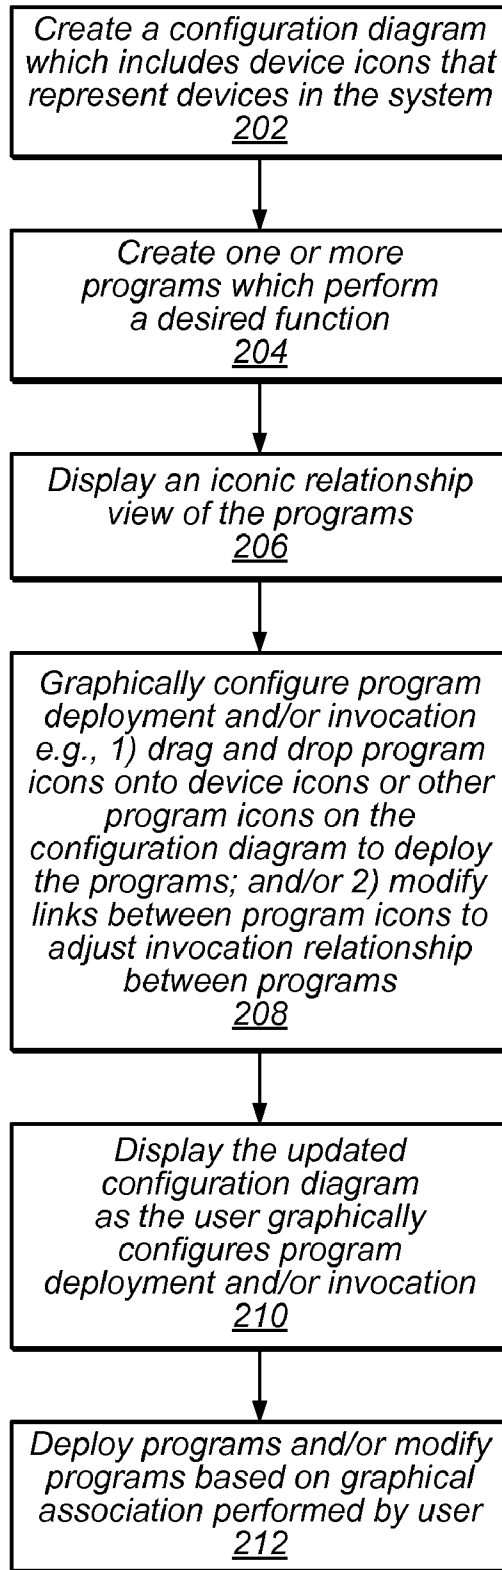 Create a configuration diagram
which includes device icons that
represent devices in the system
202
Create one or more
programs which perform
a desired function
204
Display an iconic relationship
view of the programs
206
Graphically configure program
deployment and/or invocation
e.g., 1) drag and drop program
icons onto device icons or other
program icons on the
configuration diagram to deploy
the programs; and/or 2) modify
links between program icons to
adjust invocation relationship
between programs
208
Display the updated
configuration diagram
as the user graphically
configures program
deployment and/or invocation
210
Deploy programs and/or modify
programs based on graphical
association performed by user
212